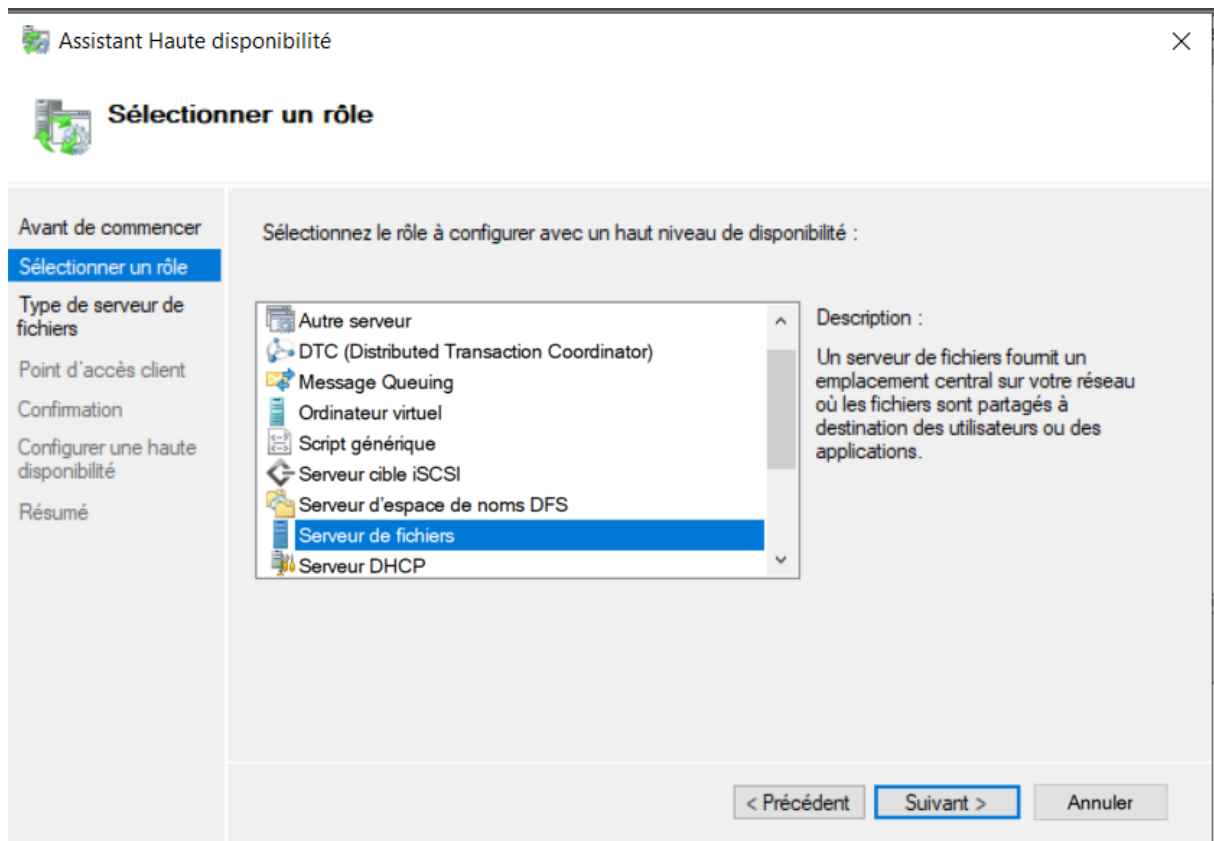 Assistant Haute disponibilité
Sélectionner un rôle
Avant de commencer
Sélectionner un rôle
Type de serveur de
fichiers
Point d'accès client
Confirmation
Configurer une haute
disponibilité
Résumé
Sélectionnez le rôle à configurer avec un haut niveau de disponibilité :
Autre serveur
DTC (Distributed Transaction Coordinator)
Message Queuing
Ordinateur virtuel
Script générique
Serveur cible iSCSI
Serveur d'espace de noms DFS
Serveur de fichiers
Serveur DHCP
Description :
Un serveur de fichiers fournit un
emplacement central sur votre réseau
où les fichiers sont partagés à
destination des utilisateurs ou des
applications.
< Précédent
Suivant >
Annuler